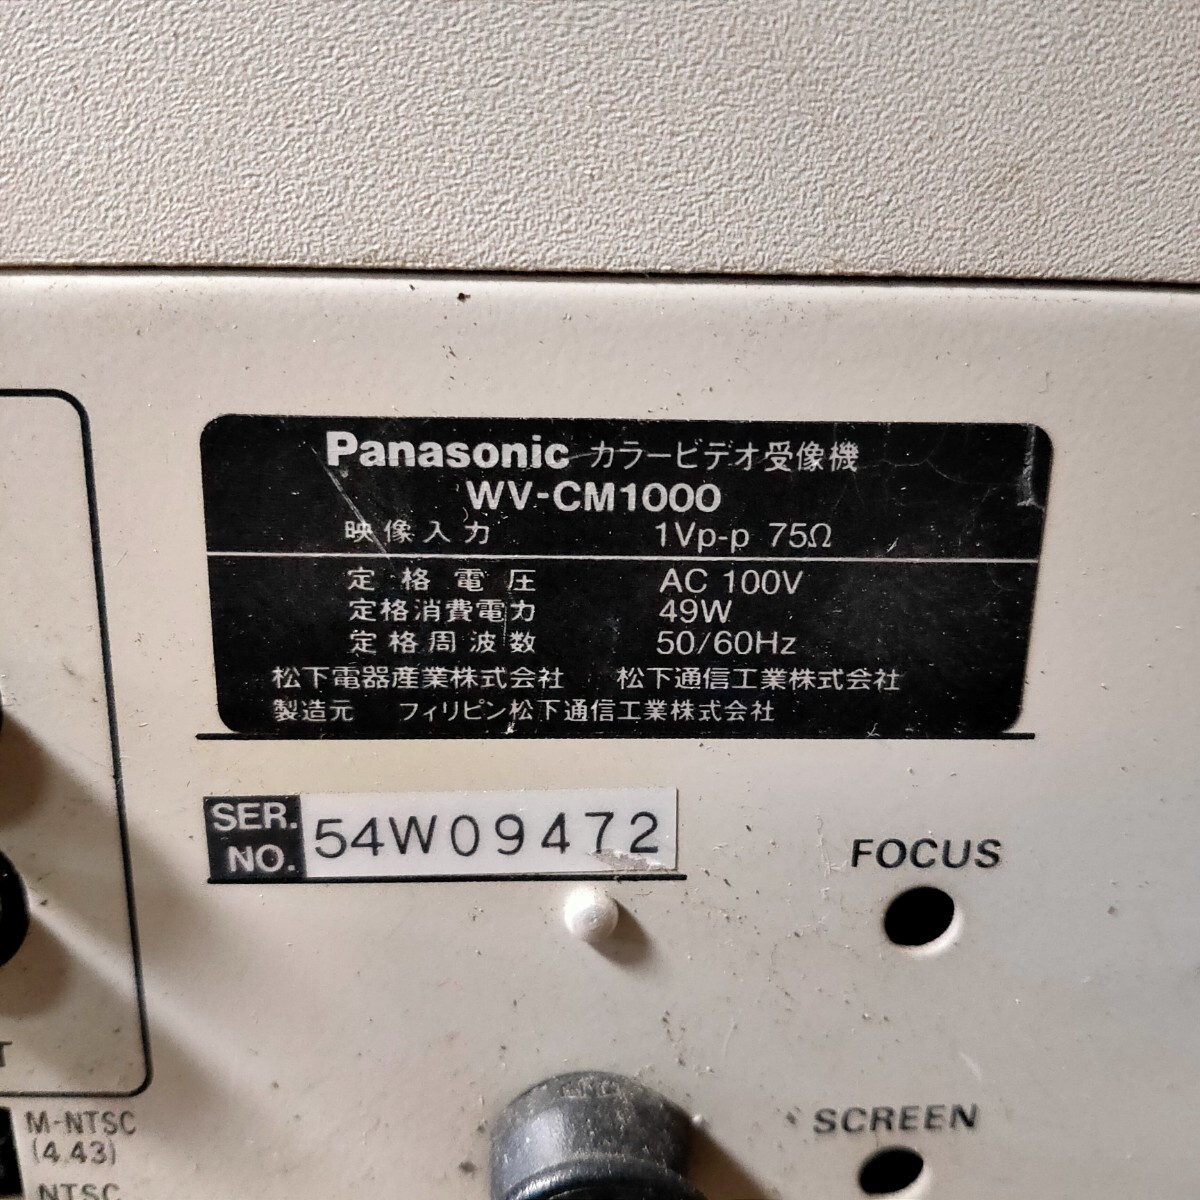 Panasonic カラービデオ受像機
WV-CM1000
映像入力 1Vp-p 75Ω
定格電圧 AC 100V
定格消費電力 49W
定格周波数 50/60Hz
松下電器産業株式会社 松下通信工業株式会社
製造元 フィリピン松下通信工業株式会社
SER. NO. 54W09472
FOCUS
SCREEN
M-NTSC
(4.43)
NTSC